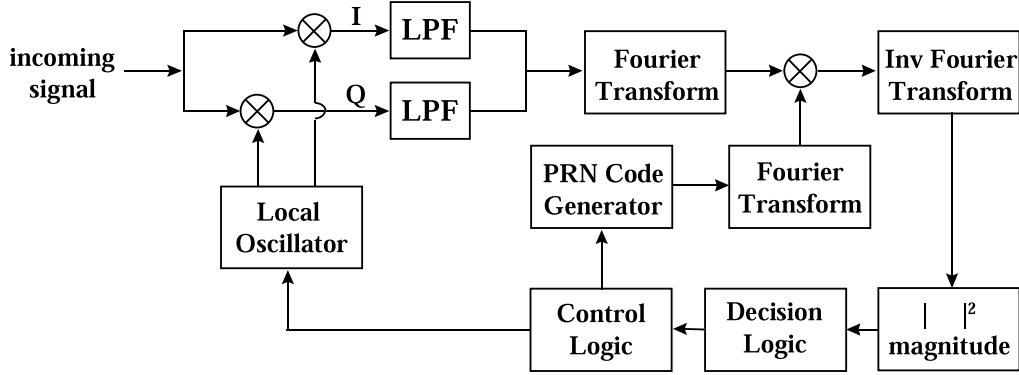 I
LPF
incoming
signal
Fourier
Transform
Inv Fourier
Transform
Q
LPF
PRN Code
Generator
Fourier
Transform
Local
Oscillator
Control
Logic
Decision
Logic
| |²
magnitude